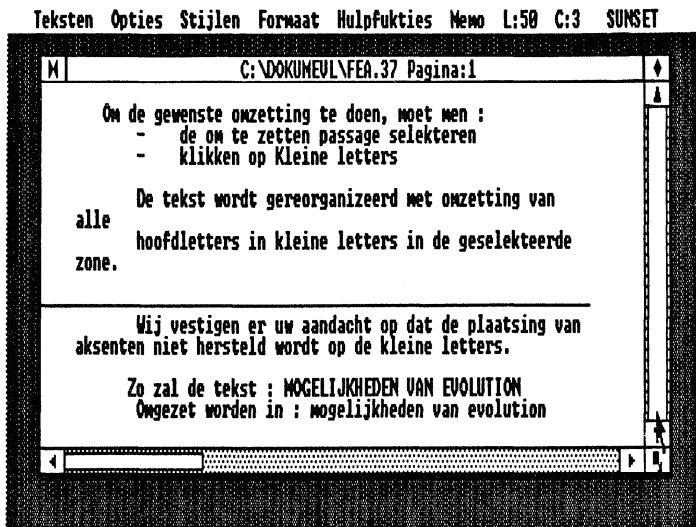 Teksten Opties Stijlen Formaat Hulpfukties Memo L:50 C:3 SUNSET
C:\DOKUMEVL\FEA.37 Pagina:1
Om de gewenste omzetting te doen, moet men :
- de om te zetten passage selekteren
- klikken op Kleine letters
De tekst wordt gereorganizeerd met omzetting van
alle
hoofdletters in kleine letters in de geselekteerde
zone.
Wij vestigen er uw aandacht op dat de plaatsing van
aksenten niet hersteld wordt op de kleine letters.
Zo zal de tekst : MOGELIJKHEDEN VAN EVOLUTION
Omgezet worden in : mogelijkheden van evolution